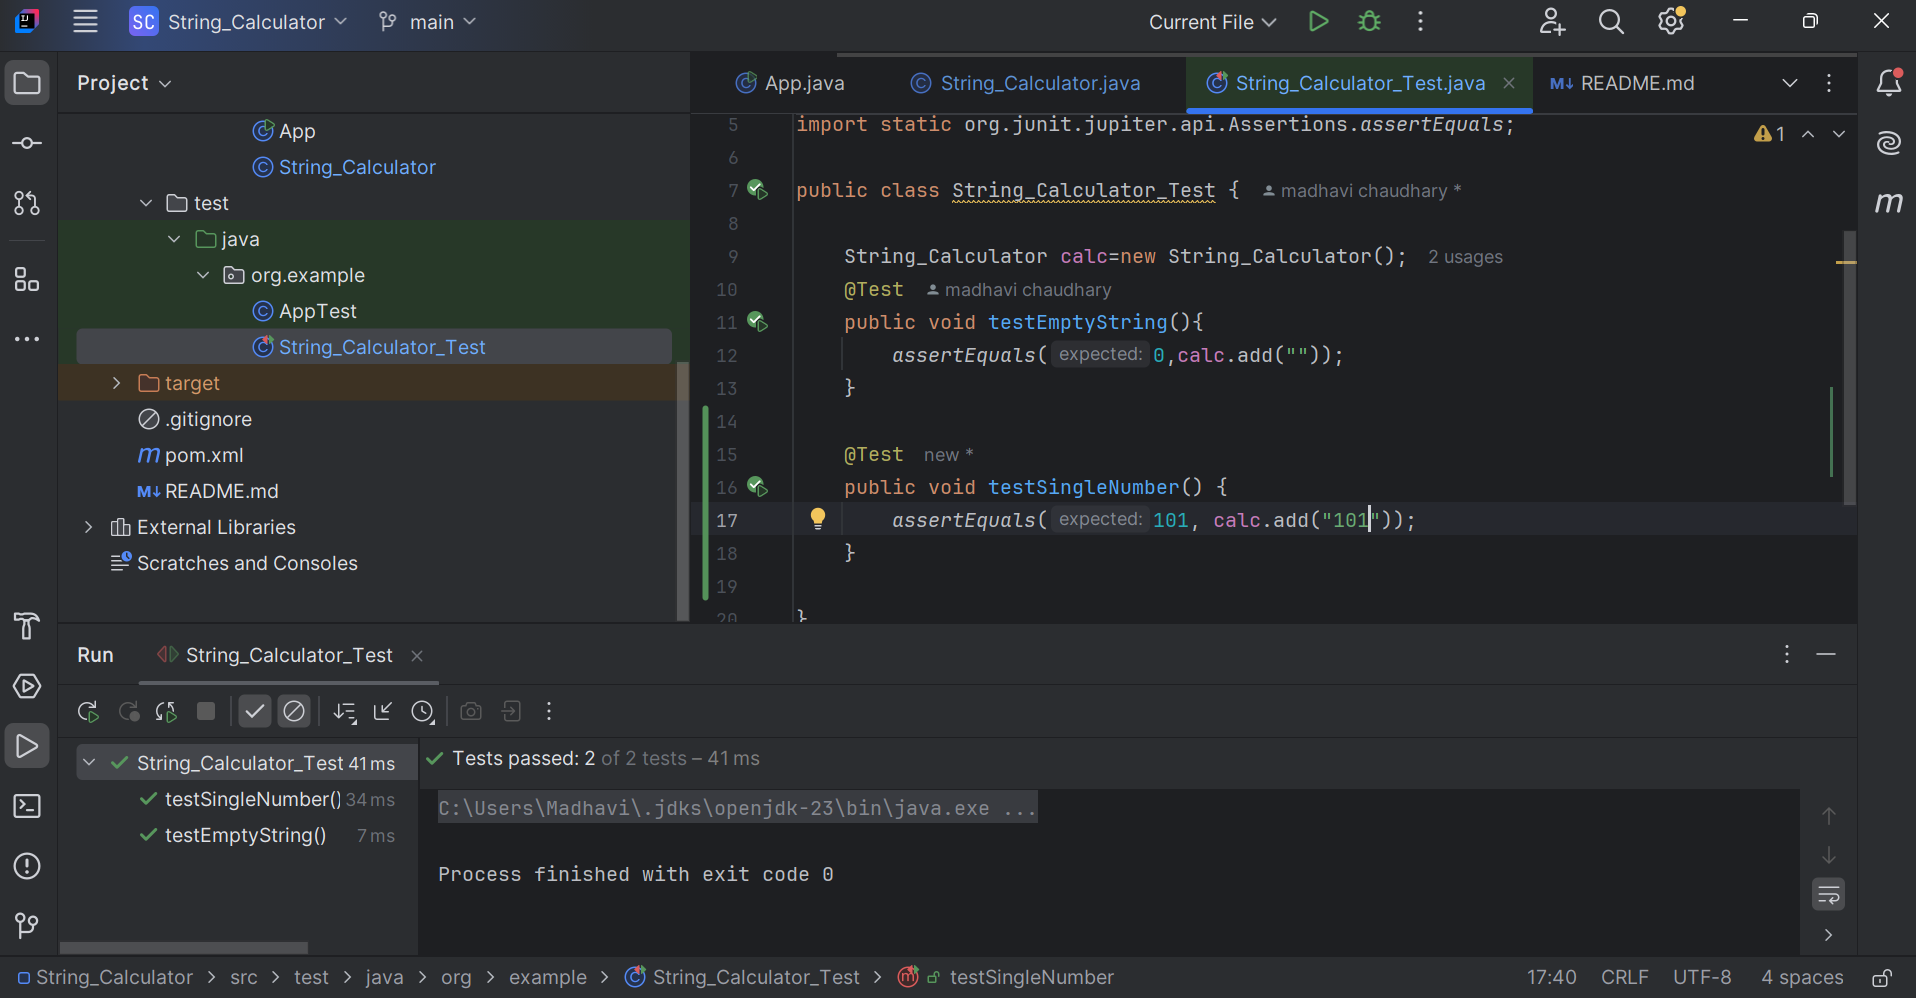 SC String_Calculator main Current File
Project
App.java String_Calculator.java String_Calculator_Test.java M↓ README.md
App
String_Calculator
test
java
org.example
AppTest
String_Calculator_Test
target
.gitignore
m pom.xml
M↓ README.md
External Libraries
Scratches and Consoles
5 import static org.junit.jupiter.api.Assertions.assertEquals;
1
6
7 public class String_Calculator_Test { madhavi chaudhary *
8
9 String_Calculator calc=new String_Calculator(); 2 usages
10 @Test madhavi chaudhary
11 public void testEmptyString(){
12 assertEquals( expected: 0,calc.add(""));
13 }
14
15 @Test new *
16 public void testSingleNumber() {
17 assertEquals( expected: 101, calc.add("101"));
18 }
19
20 }
m
Run String_Calculator_Test
String_Calculator_Test 41 ms
testSingleNumber() 34 ms
testEmptyString() 7 ms
Tests passed: 2 of 2 tests – 41 ms
C:\Users\Madhavi\.jdks\openjdk-23\bin\java.exe ...
Process finished with exit code 0
String_Calculator > src > test > java > org > example > String_Calculator_Test > m testSingleNumber 17:40 CRLF UTF-8 4 spaces